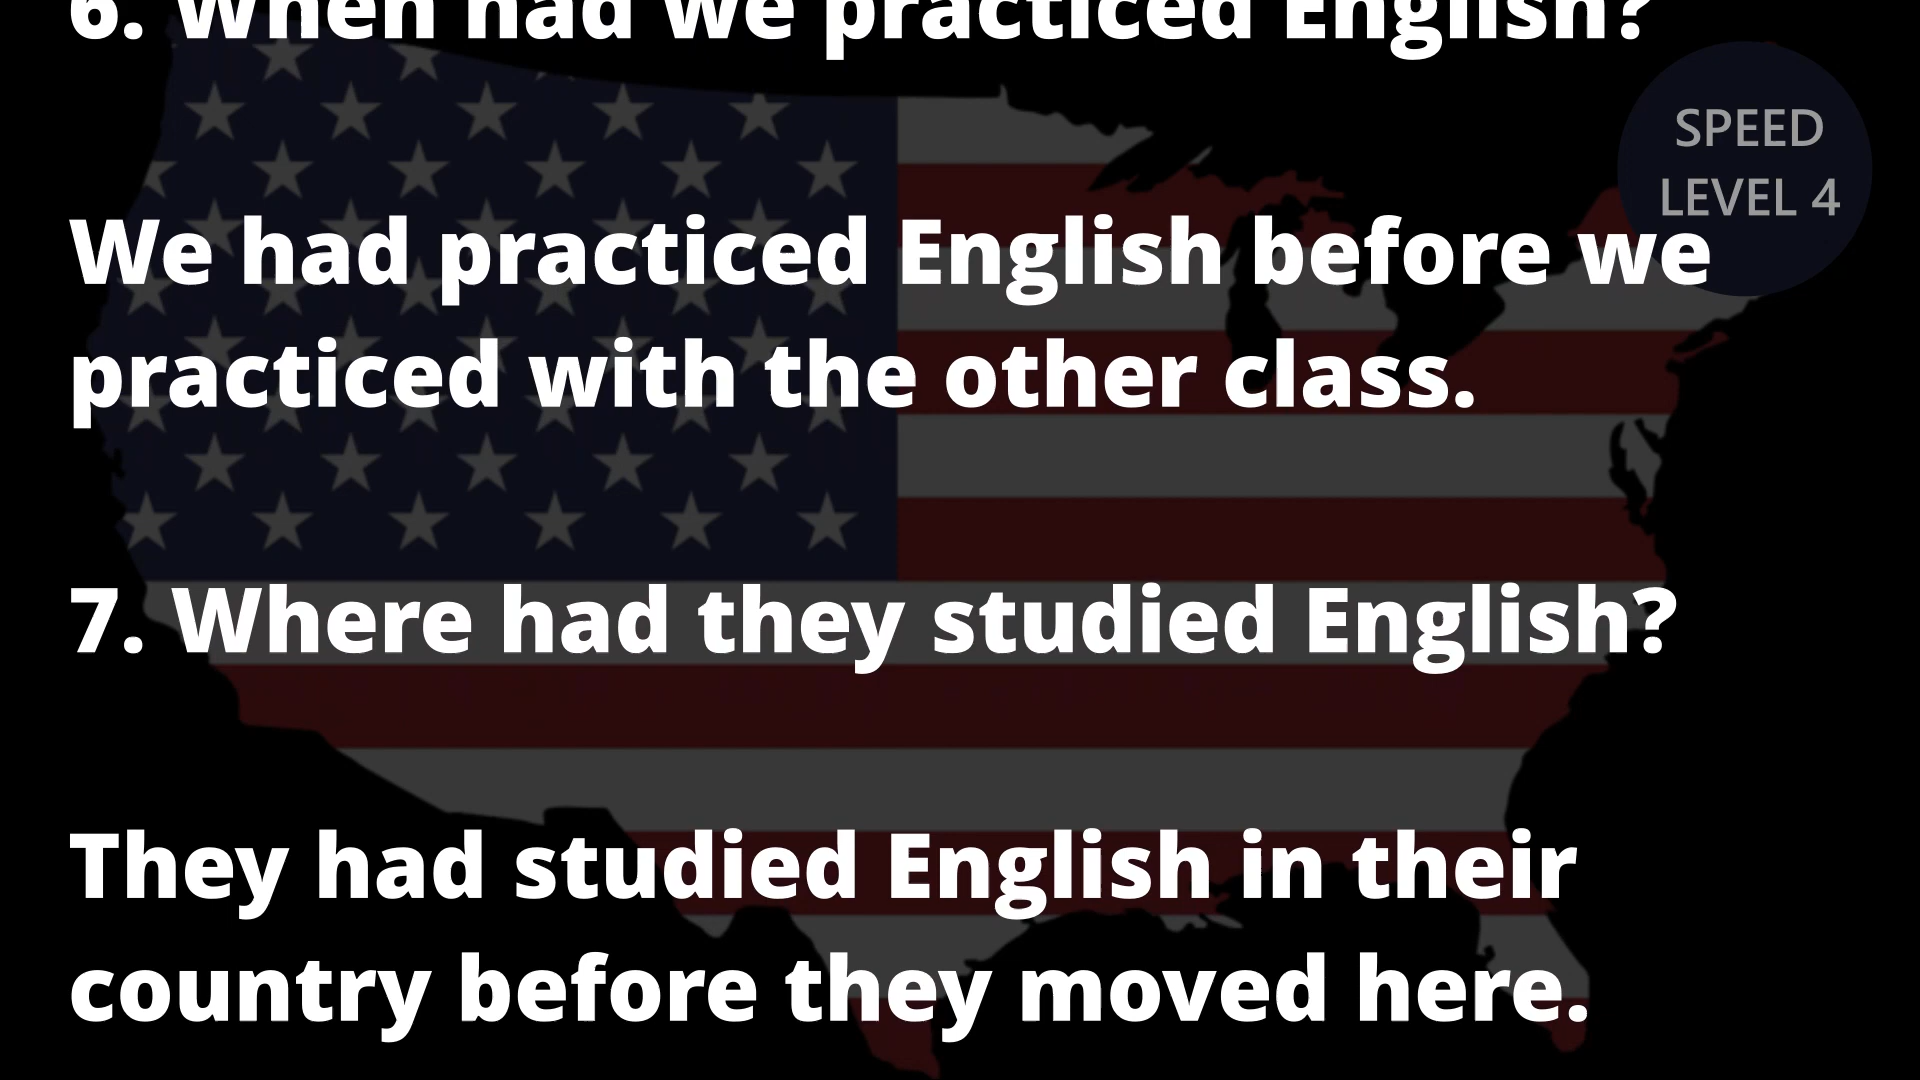 6. When had we practiced English?
SPEED
LEVEL 4
We had practiced English before we
practiced with the other class.
7. Where had they studied English?
They had studied English in their
country before they moved here.